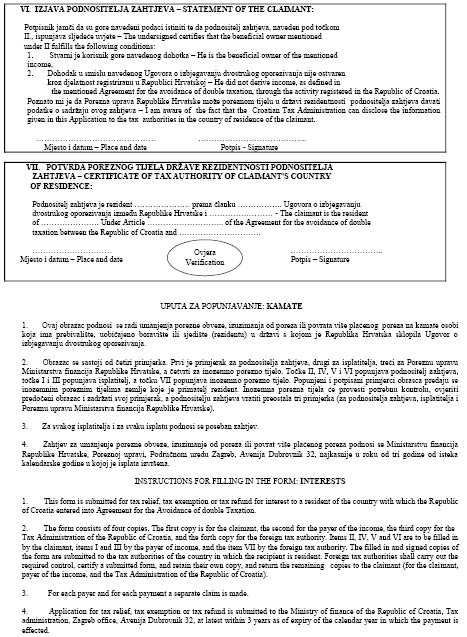 VI. IZJAVA PODNOSITELJA ZAHTJEVA – STATEMENT OF THE CLAIMANT:
Potpisnik jamči da su gore navedeni podaci istiniti te da podnositelj zahtjeva, naveden pod točkom
II., ispunjava sljedeće uvjete – The undersigned certifies that the beneficial owner mentioned
under II fulfills the following conditions:
1. Stvarni je korisnik gore navedenog dohotka – He is the beneficial owner of the mentioned
income,
2. Dohodak u smislu navedenog Ugovora o izbjegavanju dvostrukog oporezivanja nije ostvaren
kroz djelatnost registriranu u Republici Hrvatskoj – He did not derive income, as defined in
the mentioned Agreement for the avoidance of double taxation, through the activity registered in the Republic of Croatia.
Poznato mi je da Porezna uprava Republike Hrvatske može poreznom tijelu u državi rezidentnosti podnositelja zahtjeva davati
podatke o sadržaju ovog zahtjeva – I am aware of the fact that the Croatian Tax Administration can disclose the information
given in this Application to the tax authorities in the country of residence of the claimant.
…………………………………… ………………………………..
Mjesto i datum – Place and date Potpis - Signature
VII. POTVRDA POREZNOG TIJELA DRŽAVE REZIDENTNOSTI PODNOSITELJA
ZAHTJEVA – CERTIFICATE OF TAX AUTHORITY OF CLAIMANT'S COUNTRY
OF RESIDENCE:
Podnositelj zahtjeva je rezident ………………… prema članku …………… Ugovora o izbjegavanju
dvostrukog oporezivanja između Republike Hrvatske i ………………… - The claimant is the resident
of ………………. Under Article …………………….. of the Agreement for the avoidance of double
taxation between the Republic of Croatia and ………………………
……………………… …………………………..
Ovjera
Mjesto i datum – Place and date Verification Potpis – Signature
UPUTA ZA POPUNJAVANJE: KAMATE
1. Ovaj obrazac podnosi se radi umanjenja porezne obveze, izuzimanja od poreza ili povrata više plaćenog poreza na kamate osobi
koja ima prebivalište, uobičajeno boravište ili sjedište (rezidentu) u državi s kojom je Republika Hrvatska sklopila Ugovor o
izbjegavanju dvostrukog oporezivanja.
2. Obrazac se sastoji od četiri primjerka. Prvi je primjerak za podnositelja zahtjeva, drugi za isplatitelja, treći za Poreznu upravu
Ministarstva financija Republike Hrvatske, a četvrti za inozemno porezno tijelo. Točke II, IV, V i VI popunjava podnositelj zahtjeva,
točke I i III popunjava isplatitelj, a točku VII popunjava inozemno porezno tijelo. Popunjeni i potpisani primjerci obrasca predaju se
inozemnim poreznim tijelima zemlje koje je primatelj rezident. Inozemna porezna tijela će provesti potrebnu kontrolu, ovjeriti
predočeni obrazac i zadržati svoj primjerak, a podnositelju zahtjeva vratiti preostala tri primjerka (za podnositelja zahtjeva, isplatitelja i
Poreznu upravu Ministarstva financija Republike Hrvatske).
3. Za svakog isplatitelja i za svaku isplatu podnosi se poseban zahtjev.
4. Zahtjev za umanjenje porezne obveze, izuzimanje od poreze ili povrat više plaćenog poreza podnosi se Ministarstvu financija
Republike Hrvatske, Poreznoj upravi, Područnom uredu Zagreb, Avenija Dubrovnik 32, najkasnije u roku od tri godine od isteka
kalendarske godine u kojoj je isplata izvršena.
INSTRUCTIONS FOR FILLING IN THE FORM: INTERESTS
1. This form is submitted for tax relief, tax exemption or tax refund for interest to a resident of the country with which the Republic
of Croatia entered into Agreement for the Avoidance of double Taxation.
2. The form consists of four copies. The first copy is for the claimant, the second for the payer of the income, the third copy for the
Tax Administration of the Republic of Croatia, and the forth copy for the foreign tax authority. Items II, IV, V and VI are to be filled in
by the claimant, items I and III by the payer of income, and the item VII by the foreign tax authority. The filled in and signed copies of
the form are submitted to the tax authorities of the country in which the recipient is resident. Foreign tax authorities shall carry out the
required control, certify a submitted form, and retain their own copy, and return the remaining copies to the claimant (for the claimant,
payer of the income, and the Tax Administration of the Republic of Croatia).
3. For each payer and for each payment a separate claim is made.
4. Application for tax relief, tax exemption or tax refund is submitted to the Ministry of finance of the Republic of Croatia, Tax
administration, Zagreb office, Avenija Dubrovnik 32, at latest within 3 years as of expiry of the calendar year in which the payment is
effected.